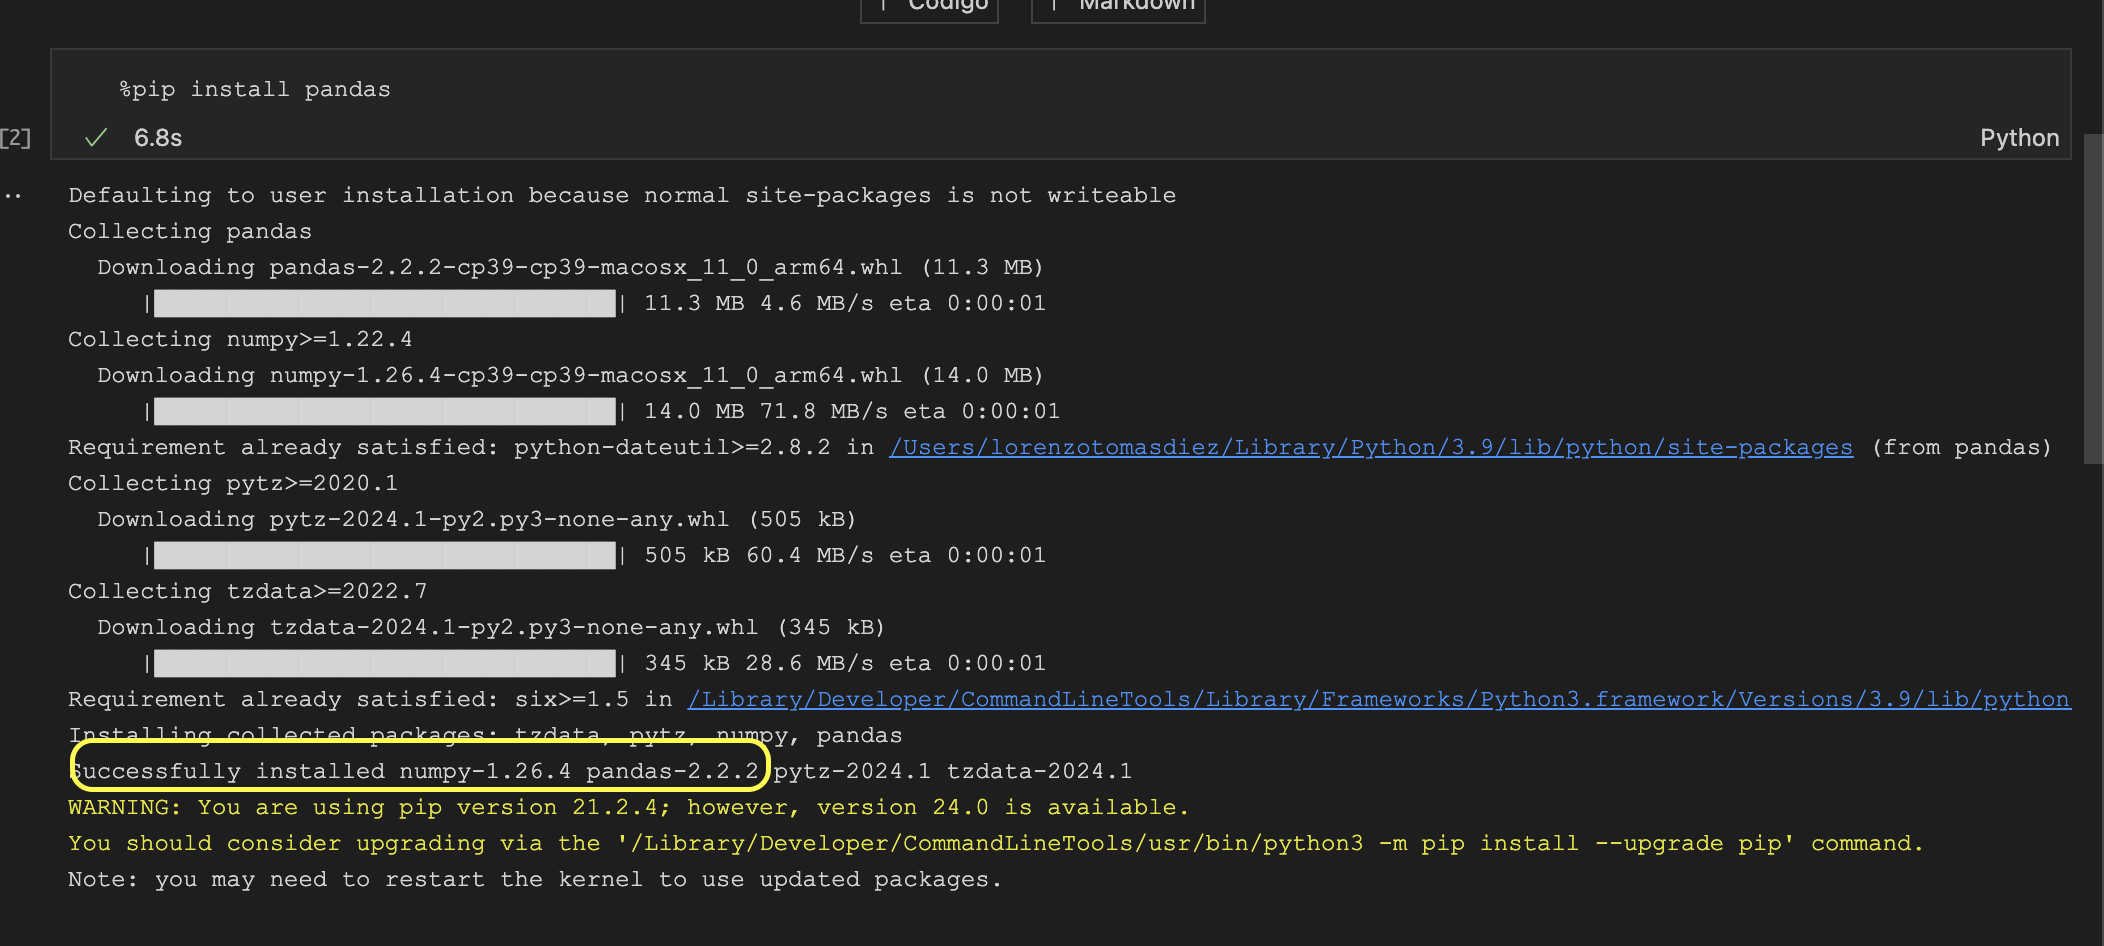 Código Markdown
%pip install pandas
[2] 6.8s Python
Defaulting to user installation because normal site-packages is not writeable
Collecting pandas
Downloading pandas-2.2.2-cp39-cp39-macosx_11_0_arm64.whl (11.3 MB)
| | 11.3 MB 4.6 MB/s eta 0:00:01
Collecting numpy>=1.22.4
Downloading numpy-1.26.4-cp39-cp39-macosx_11_0_arm64.whl (14.0 MB)
| | 14.0 MB 71.8 MB/s eta 0:00:01
Requirement already satisfied: python-dateutil>=2.8.2 in /Users/lorenzotomasdiez/Library/Python/3.9/lib/python/site-packages (from pandas)
Collecting pytz>=2020.1
Downloading pytz-2024.1-py2.py3-none-any.whl (505 kB)
| | 505 kB 60.4 MB/s eta 0:00:01
Collecting tzdata>=2022.7
Downloading tzdata-2024.1-py2.py3-none-any.whl (345 kB)
| | 345 kB 28.6 MB/s eta 0:00:01
Requirement already satisfied: six>=1.5 in /Library/Developer/CommandLineTools/Library/Frameworks/Python3.framework/Versions/3.9/lib/python
Installing collected packages: tzdata, pytz, numpy, pandas
Successfully installed numpy-1.26.4 pandas-2.2.2 pytz-2024.1 tzdata-2024.1
WARNING: You are using pip version 21.2.4; however, version 24.0 is available.
You should consider upgrading via the '/Library/Developer/CommandLineTools/usr/bin/python3 -m pip install --upgrade pip' command.
Note: you may need to restart the kernel to use updated packages.